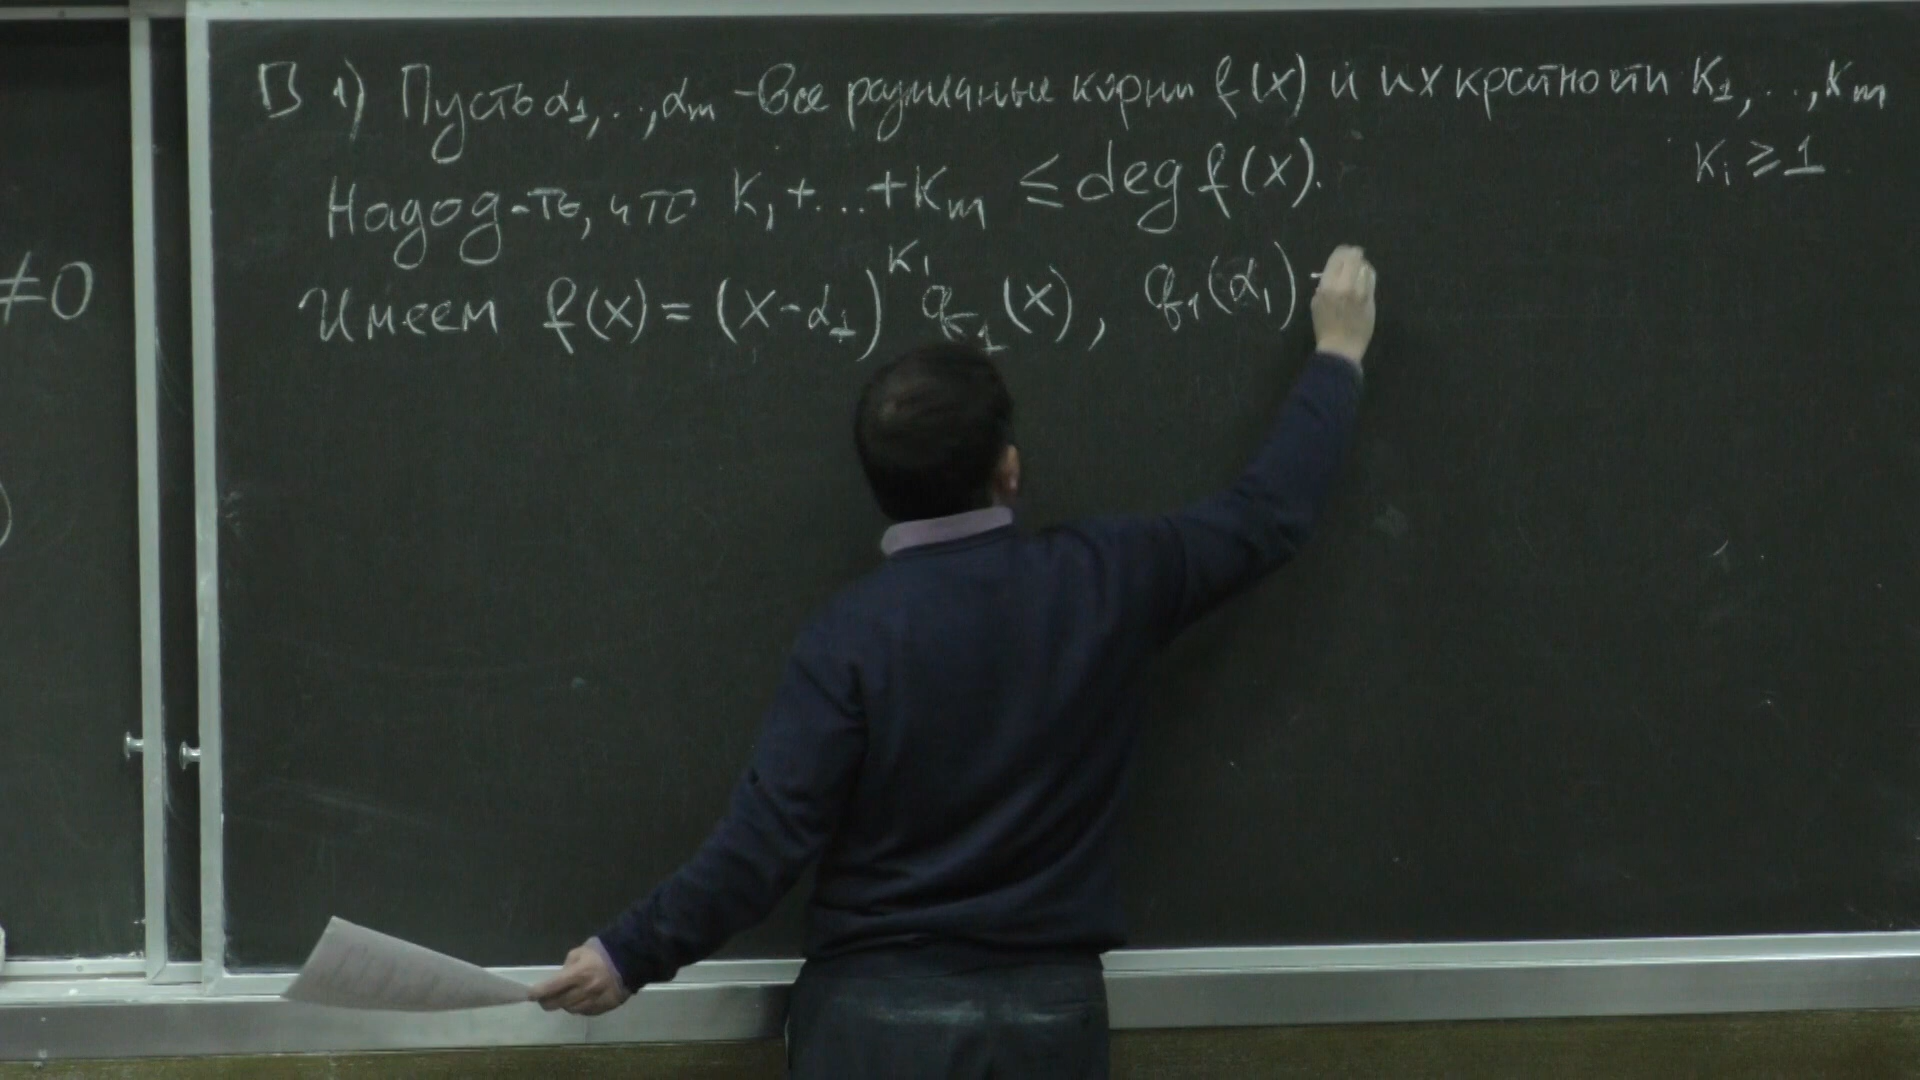 ≠0
)
▷ 1) Пусть α₁,..,αₘ - все различные корни f(x) и их кратности K₁,..,Kₘ
Kᵢ ⩾ 1
Надо д-ть, что K₁+...+Kₘ ≤ deg f(x).
Имеем f(x) = (x-α₁)^K₁ q₁(x), q₁(α₁)